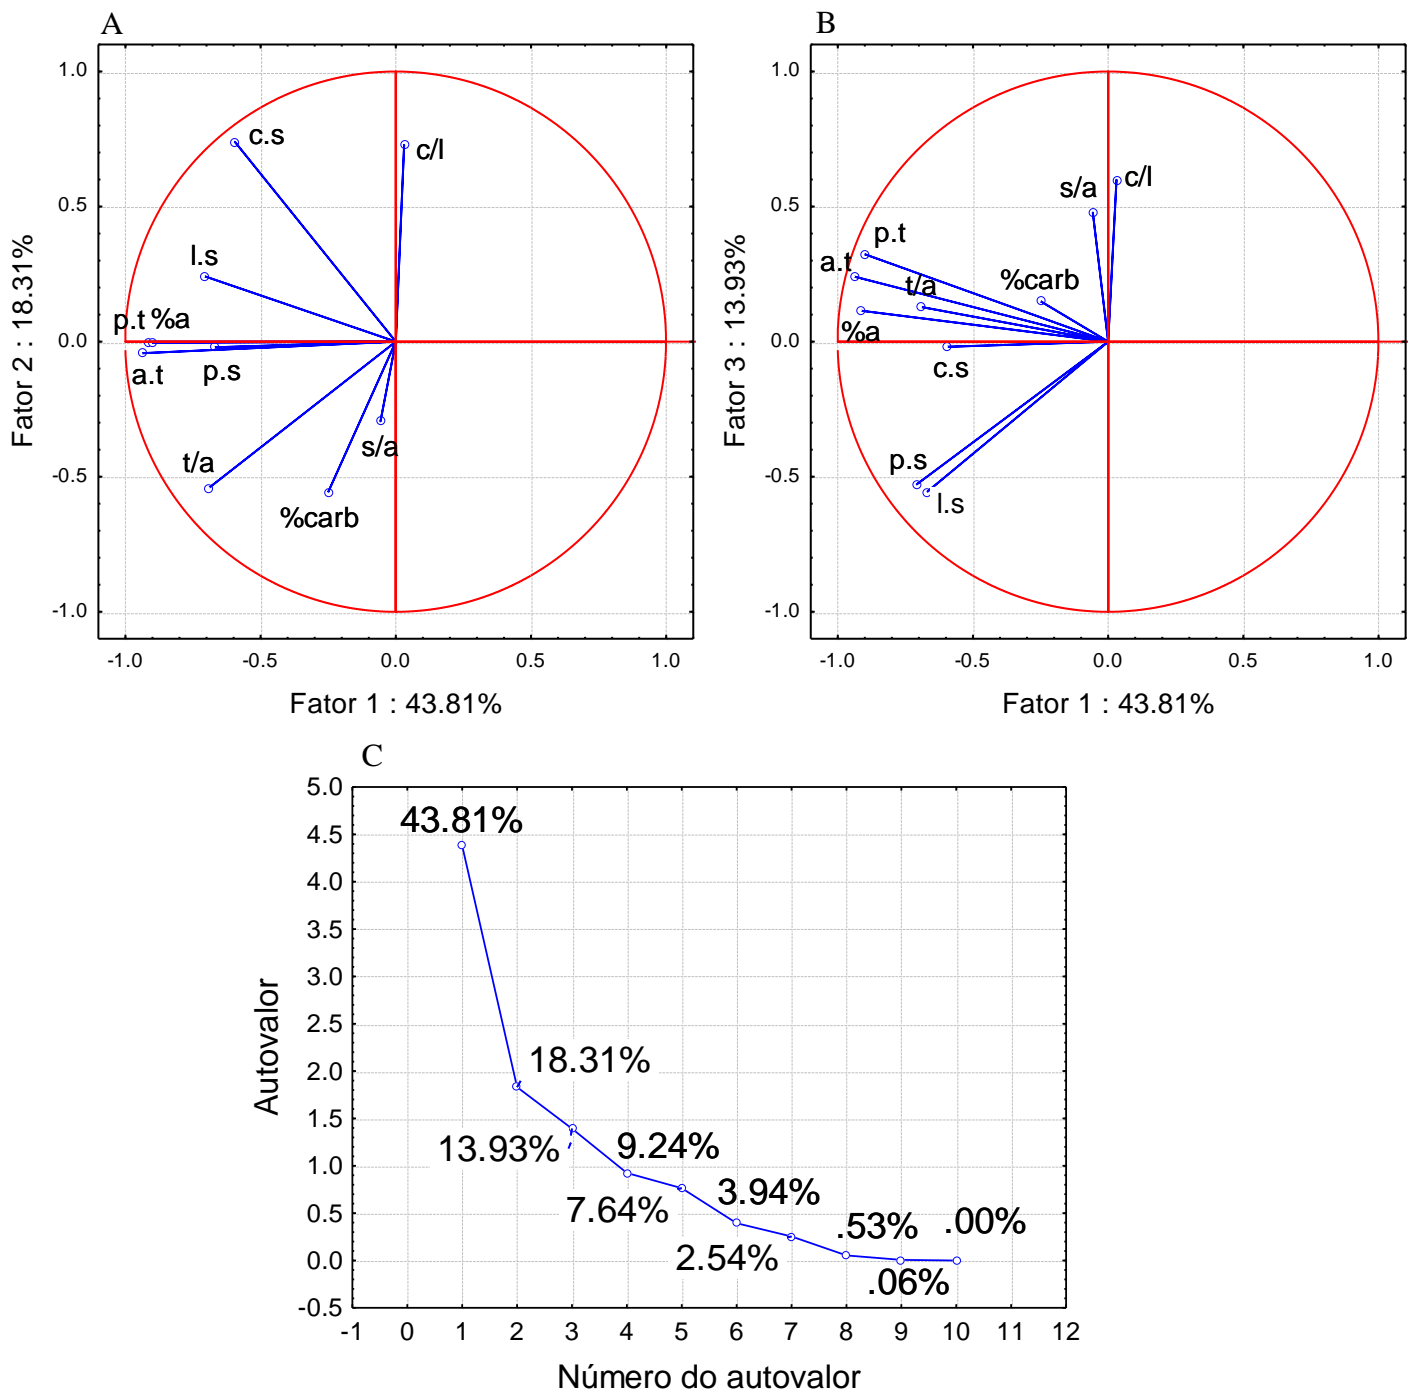 A
1.0
0.5
0.0
-0.5
-1.0
c.s
c/l
l.s
p.t %a
a.t p.s
s/a
t/a
%carb
-1.0 -0.5 0.0 0.5 1.0
Fator 2 : 18.31%
Fator 1 : 43.81%
B
1.0
0.5
0.0
-0.5
-1.0
s/a c/l
p.t
a.t
t/a %carb
%a
c.s
p.s
l.s
-1.0 -0.5 0.0 0.5 1.0
Fator 3 : 13.93%
Fator 1 : 43.81%
C
5.0
4.5
4.0
3.5
3.0
2.5
2.0
1.5
1.0
0.5
0.0
-0.5
43.81%
18.31%
13.93%
9.24%
7.64%
3.94%
2.54%
.53%
.06%
.00%
-1 0 1 2 3 4 5 6 7 8 9 10 11 12
Autovalor
Número do autovalor